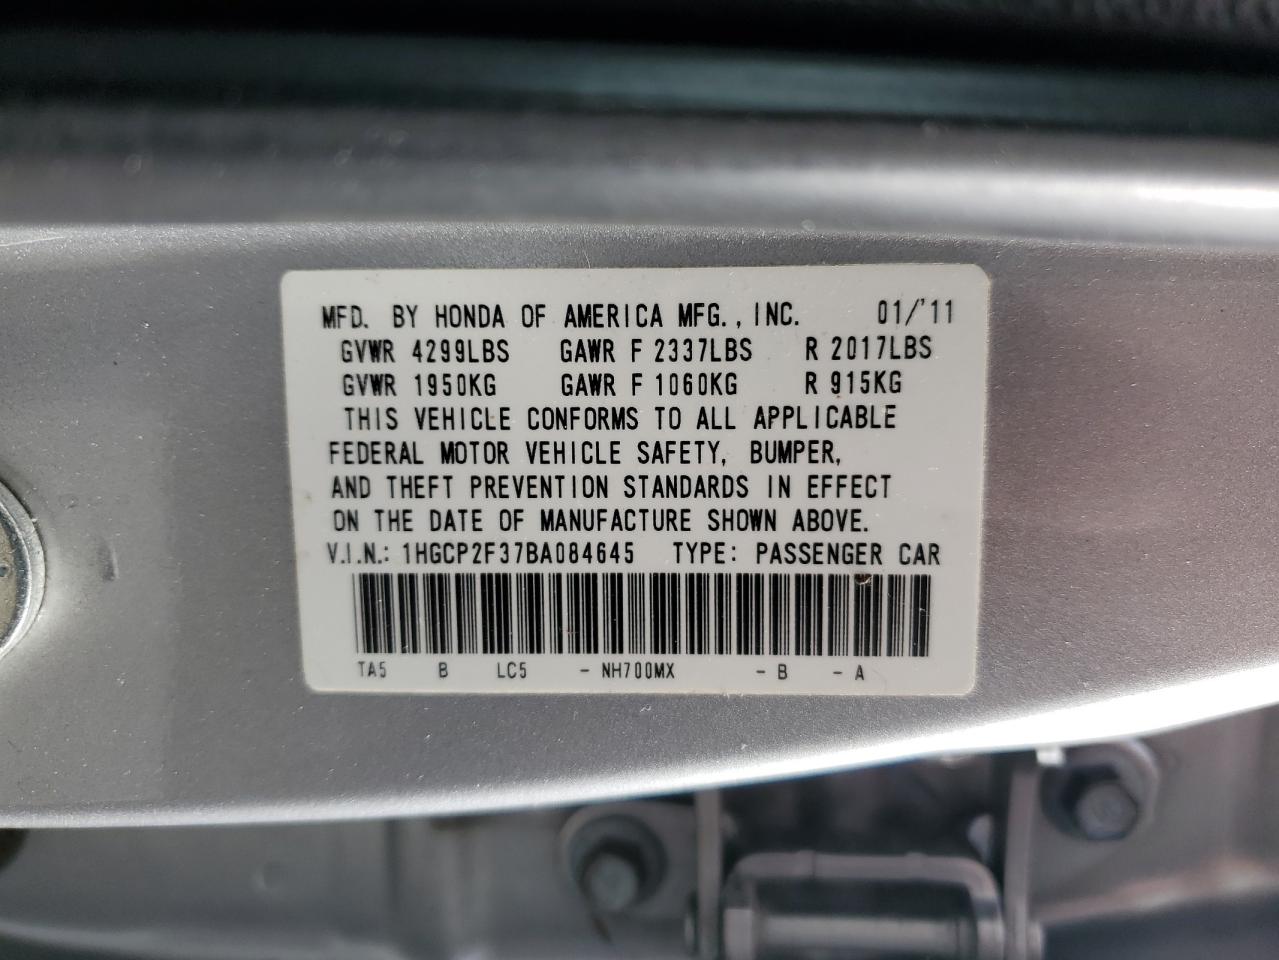 MFD. BY HONDA OF AMERICA MFG., INC. 01/'11
GVWR 4299LBS GAWR F 2337LBS R 2017LBS
GVWR 1950KG GAWR F 1060KG R 915KG
THIS VEHICLE CONFORMS TO ALL APPLICABLE
FEDERAL MOTOR VEHICLE SAFETY, BUMPER,
AND THEFT PREVENTION STANDARDS IN EFFECT
ON THE DATE OF MANUFACTURE SHOWN ABOVE.
V.I.N.: 1HGCP2F37BA084645 TYPE: PASSENGER CAR
TA5 B LC5 - NH700MX - B - A